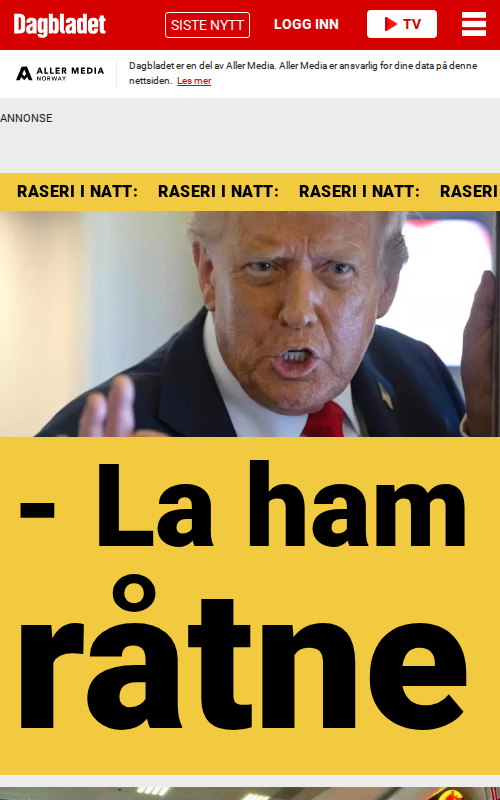 Dagbladet
SISTE NYTT
LOGG INN
TV
ALLER MEDIA
NORWAY
Dagbladet er en del av Aller Media. Aller Media er ansvarlig for dine data på denne
nettsiden. Les mer
ANNONSE
RASERI I NATT: RASERI I NATT: RASERI I NATT: RASERI
- La ham
råtne